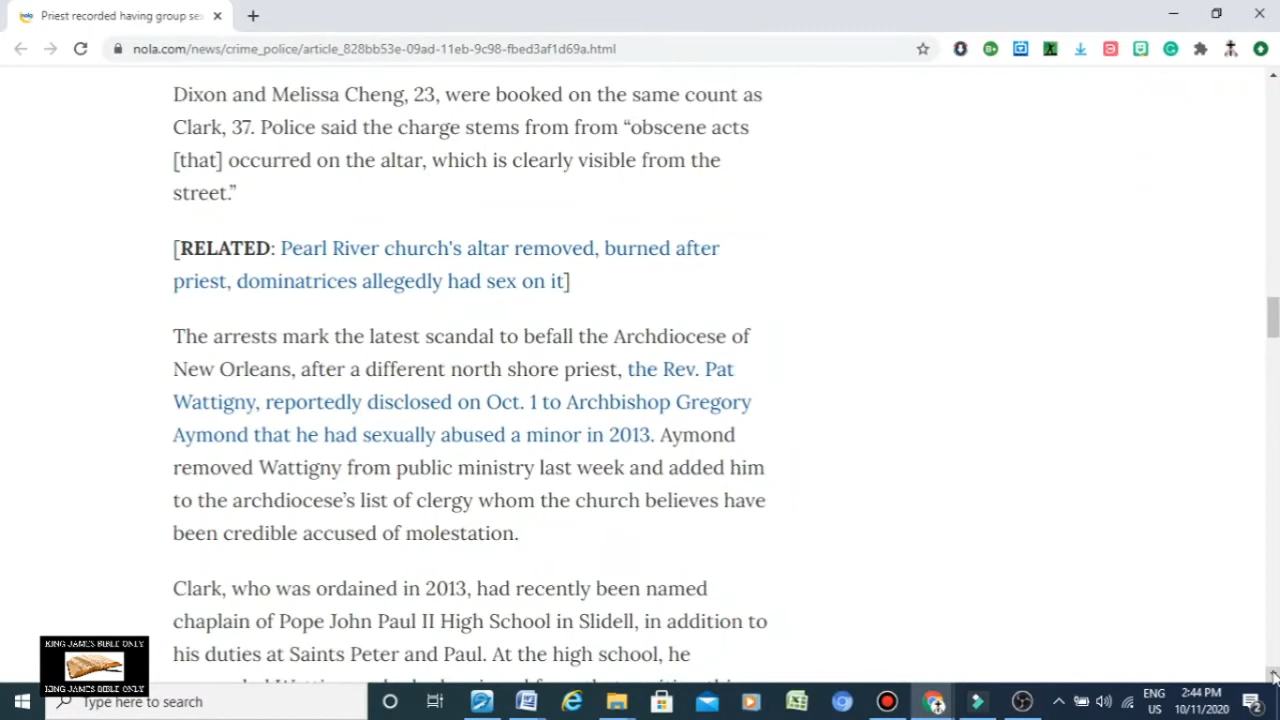 Priest recorded having group se
nola.com/news/crime_police/article_828bb53e-09ad-11eb-9c98-fbed3af1d69a.html
Dixon and Melissa Cheng, 23, were booked on the same count as
Clark, 37. Police said the charge stems from from “obscene acts
[that] occurred on the altar, which is clearly visible from the
street.”
[RELATED: Pearl River church's altar removed, burned after
priest, dominatrices allegedly had sex on it]
The arrests mark the latest scandal to befall the Archdiocese of
New Orleans, after a different north shore priest, the Rev. Pat
Wattigny, reportedly disclosed on Oct. 1 to Archbishop Gregory
Aymond that he had sexually abused a minor in 2013. Aymond
removed Wattigny from public ministry last week and added him
to the archdiocese’s list of clergy whom the church believes have
been credible accused of molestation.
Clark, who was ordained in 2013, had recently been named
chaplain of Pope John Paul II High School in Slidell, in addition to
his duties at Saints Peter and Paul. At the high school, he
KING JAMES BIBLE ONLY
KING JAMES BIBLE ONLY
Type here to search
ENG
US
2:44 PM
10/11/2020
2